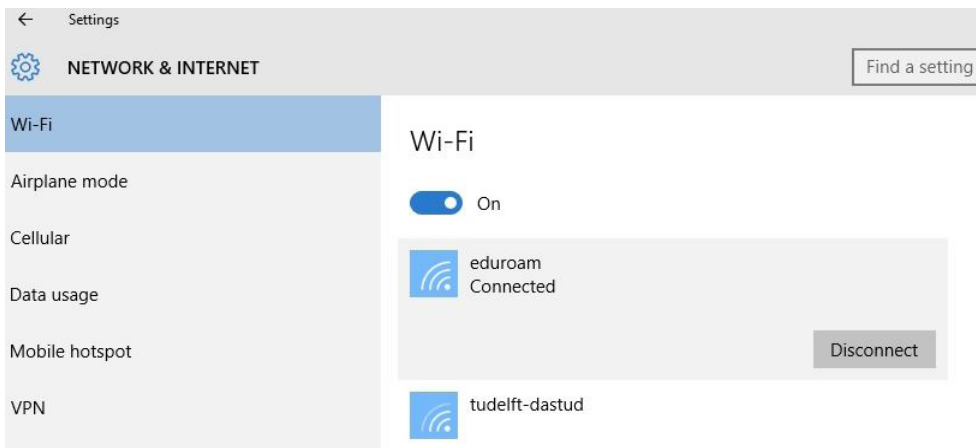 Settings
NETWORK & INTERNET
Find a setting
Wi-Fi
Airplane mode
Cellular
Data usage
Mobile hotspot
VPN
Wi-Fi
On
eduroam
Connected
Disconnect
tudelft-dastud